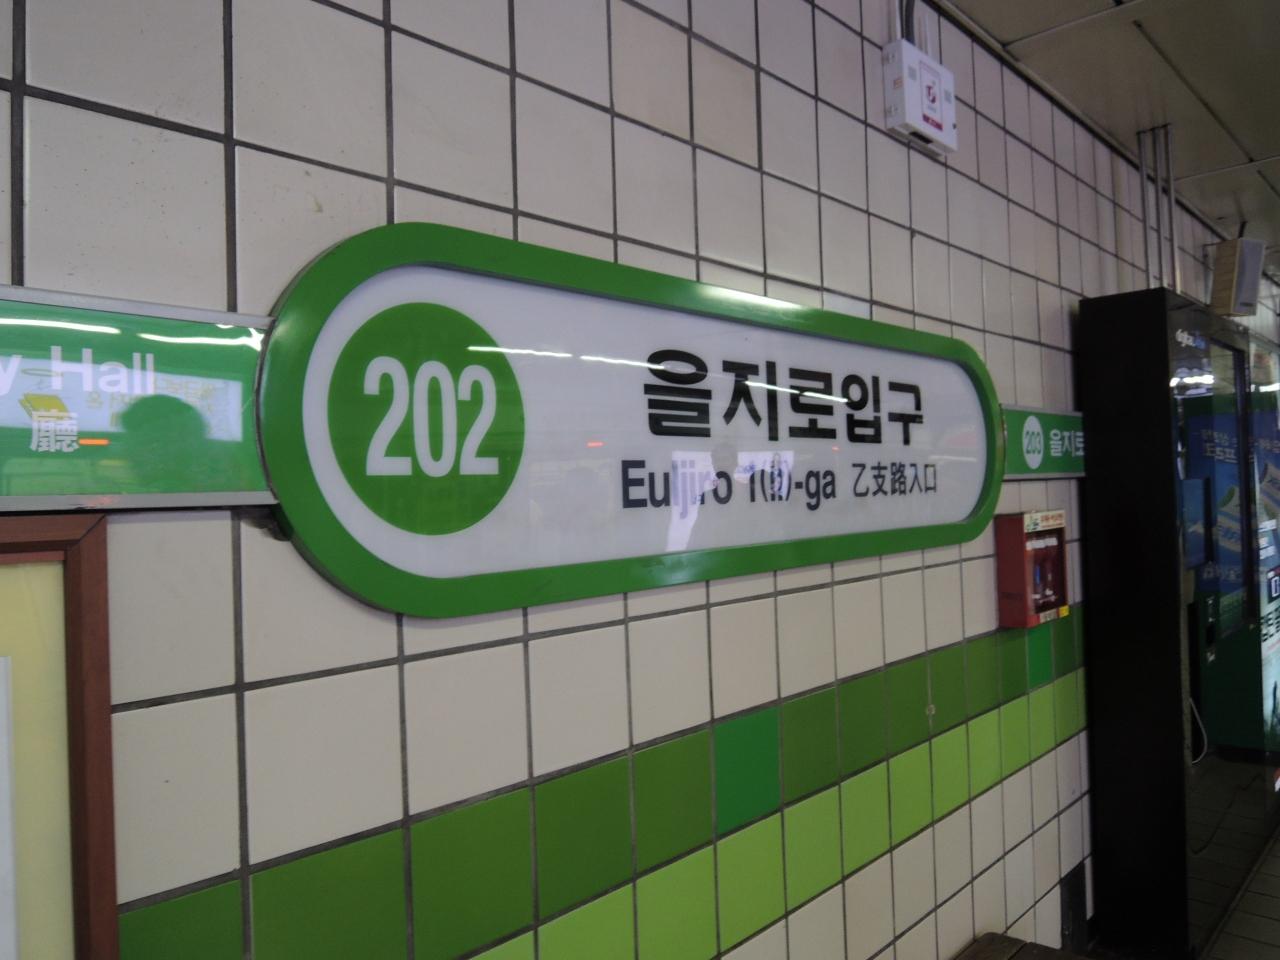 y Hall
廳
202
을지로입구
Euljiro 1(il)-ga 乙支路入口
203 을지로